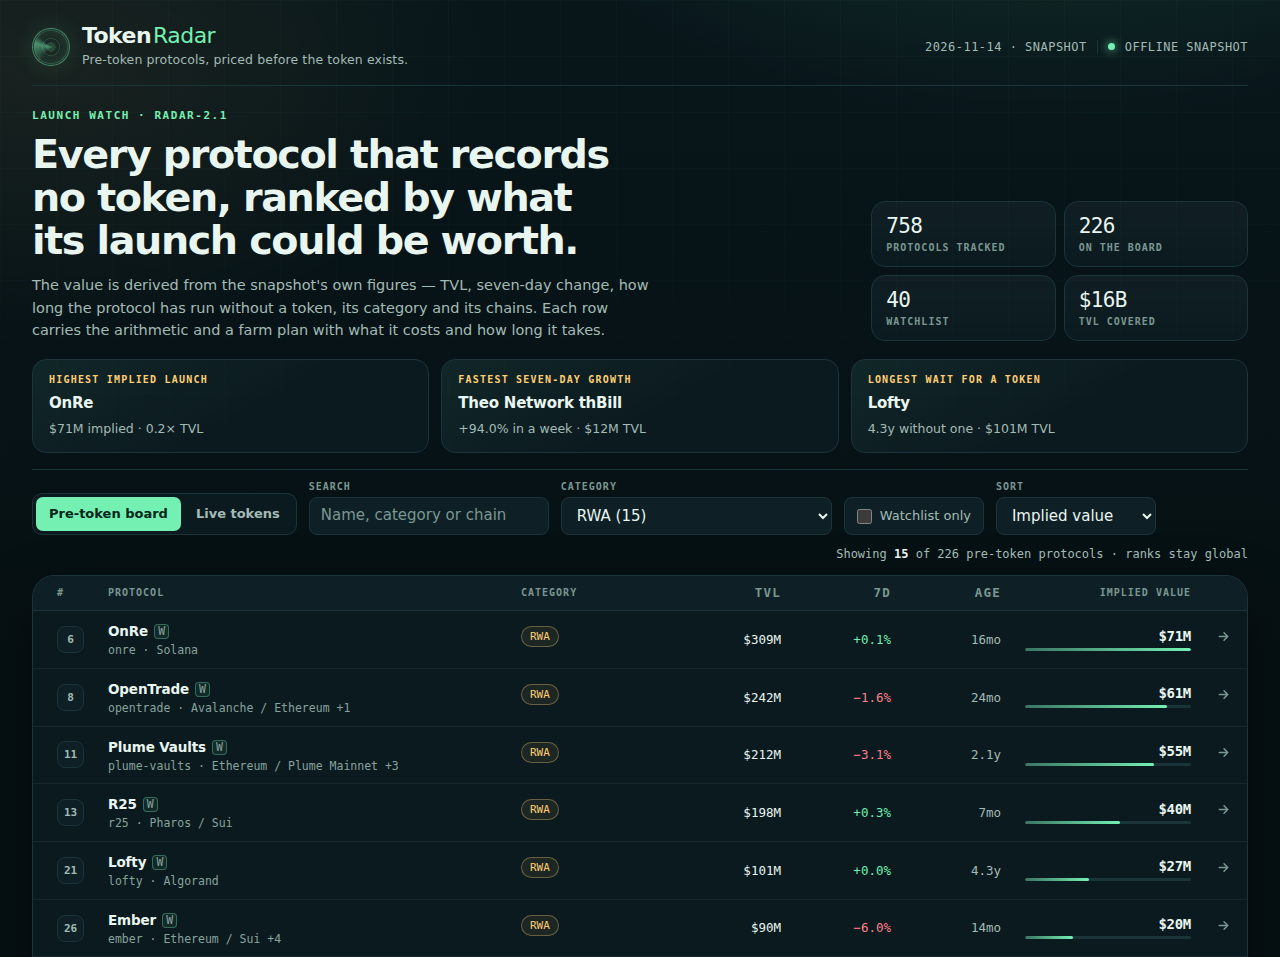 TokenRadar
Pre-token protocols, priced before the token exists.
2026-11-14 · SNAPSHOT
OFFLINE SNAPSHOT
LAUNCH WATCH · RADAR-2.1
Every protocol that records
no token, ranked by what
its launch could be worth.
The value is derived from the snapshot's own figures — TVL, seven-day change, how
long the protocol has run without a token, its category and its chains. Each row
carries the arithmetic and a farm plan with what it costs and how long it takes.
758
PROTOCOLS TRACKED
226
ON THE BOARD
40
WATCHLIST
$16B
TVL COVERED
HIGHEST IMPLIED LAUNCH
OnRe
$71M implied · 0.2× TVL
FASTEST SEVEN-DAY GROWTH
Theo Network thBill
+94.0% in a week · $12M TVL
LONGEST WAIT FOR A TOKEN
Lofty
4.3y without one · $101M TVL
Pre-token board
Live tokens
SEARCH
Name, category or chain
CATEGORY
RWA (15)
Watchlist only
SORT
Implied value
Showing 15 of 226 pre-token protocols · ranks stay global
# PROTOCOL CATEGORY TVL 7D AGE IMPLIED VALUE
6 OnRe W RWA $309M +0.1% 16mo $71M →
onre · Solana
8 OpenTrade W RWA $242M −1.6% 24mo $61M →
opentrade · Avalanche / Ethereum +1
11 Plume Vaults W RWA $212M −3.1% 2.1y $55M →
plume-vaults · Ethereum / Plume Mainnet +3
13 R25 W RWA $198M +0.3% 7mo $40M →
r25 · Pharos / Sui
21 Lofty W RWA $101M +0.0% 4.3y $27M →
lofty · Algorand
26 Ember W RWA $90M −6.0% 14mo $20M →
ember · Ethereum / Sui +4